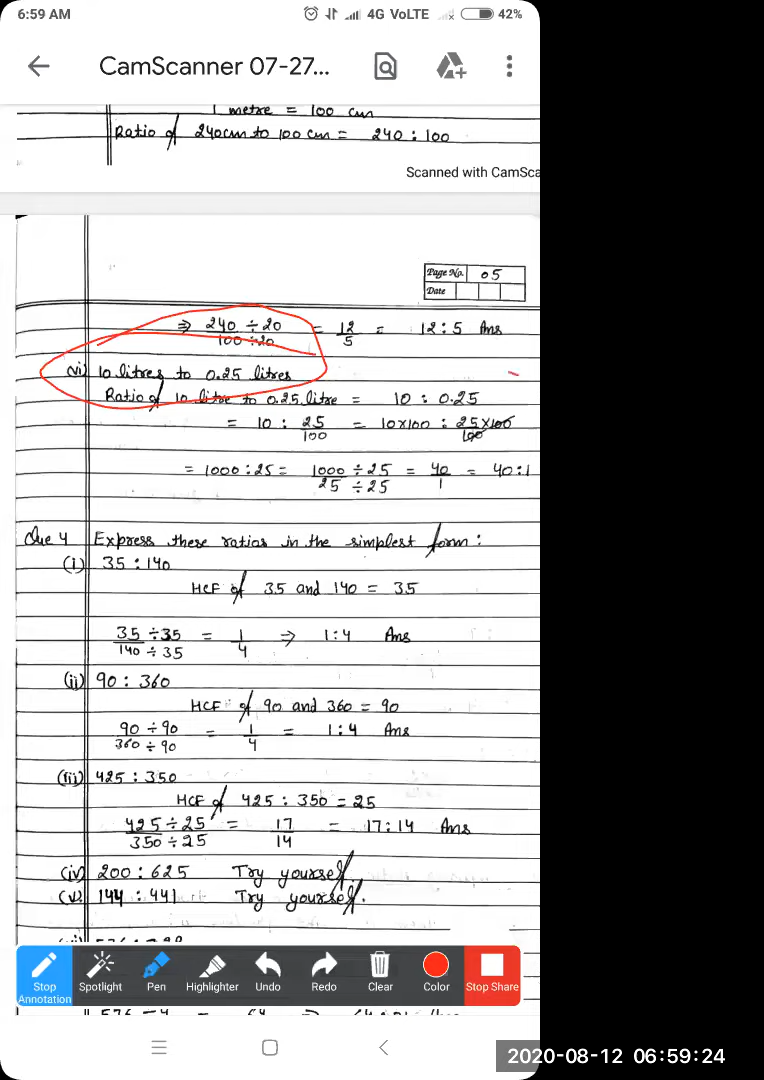 6:59 AM 4G VoLTE 42%
CamScanner 07-27...
1 metre = 100 cm
Ratio of 240cm to 100 cm = 240 : 100
Scanned with CamSca
Page No. 05
Date
⇒ 240 ÷ 20 / 100 ÷ 20 = 12/5 = 12:5 Ans
(vi) 10 litres to 0.25 litres
Ratio of 10 litre to 0.25 litre = 10 : 0.25
= 10 : 25/100 = 10×100 : 25×100/100
= 1000 : 25 = 1000 ÷ 25 / 25 ÷ 25 = 40/1 = 40:1
Que 4 Express these ratios in the simplest form :
(i) 35 : 140
HCF of 35 and 140 = 35
35 ÷ 35 / 140 ÷ 35 = 1/4 ⇒ 1:4 Ans
(ii) 90 : 360
HCF of 90 and 360 = 90
90 ÷ 90 / 360 ÷ 90 = 1/4 = 1:4 Ans
(iii) 425 : 350
HCF of 425 : 350 = 25
425 ÷ 25 / 350 ÷ 25 = 17/14 = 17:14 Ans
(iv) 200 : 625 Try yourself.
(v) 144 : 441 Try yourself.
Stop Annotation Spotlight Pen Highlighter Undo Redo Clear Color Stop Share
2020-08-12 06:59:24